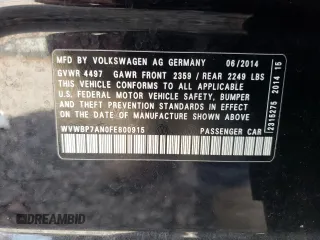 MFD BY VOLKSWAGEN AG GERMANY 06/2014
GVWR 4497 GAWR FRONT 2359 / REAR 2249 LBS
THIS VEHICLE CONFORMS TO ALL APPLICABLE
U.S. FEDERAL MOTOR VEHICLE SAFETY, BUMPER
AND THEFT PREVENTION STANDARDS IN EFFECT
ON THE DATE OF MANUFACTURE SHOWN ABOVE
WVWBP7AN0FE800915 PASSENGER CAR
2315275 2014 15
DREAMBID